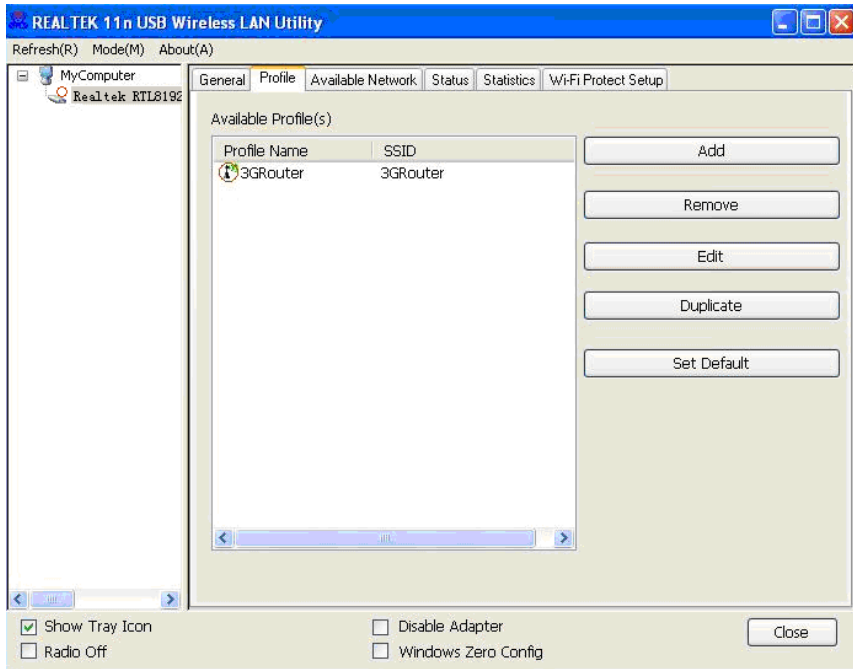 REALTEK 11n USB Wireless LAN Utility
Refresh(R) Mode(M) About(A)
MyComputer
Realtek RTL8192
General Profile Available Network Status Statistics Wi-Fi Protect Setup
Available Profile(s)
Profile Name SSID
3GRouter 3GRouter
Add
Remove
Edit
Duplicate
Set Default
Show Tray Icon
Radio Off
Disable Adapter
Windows Zero Config
Close